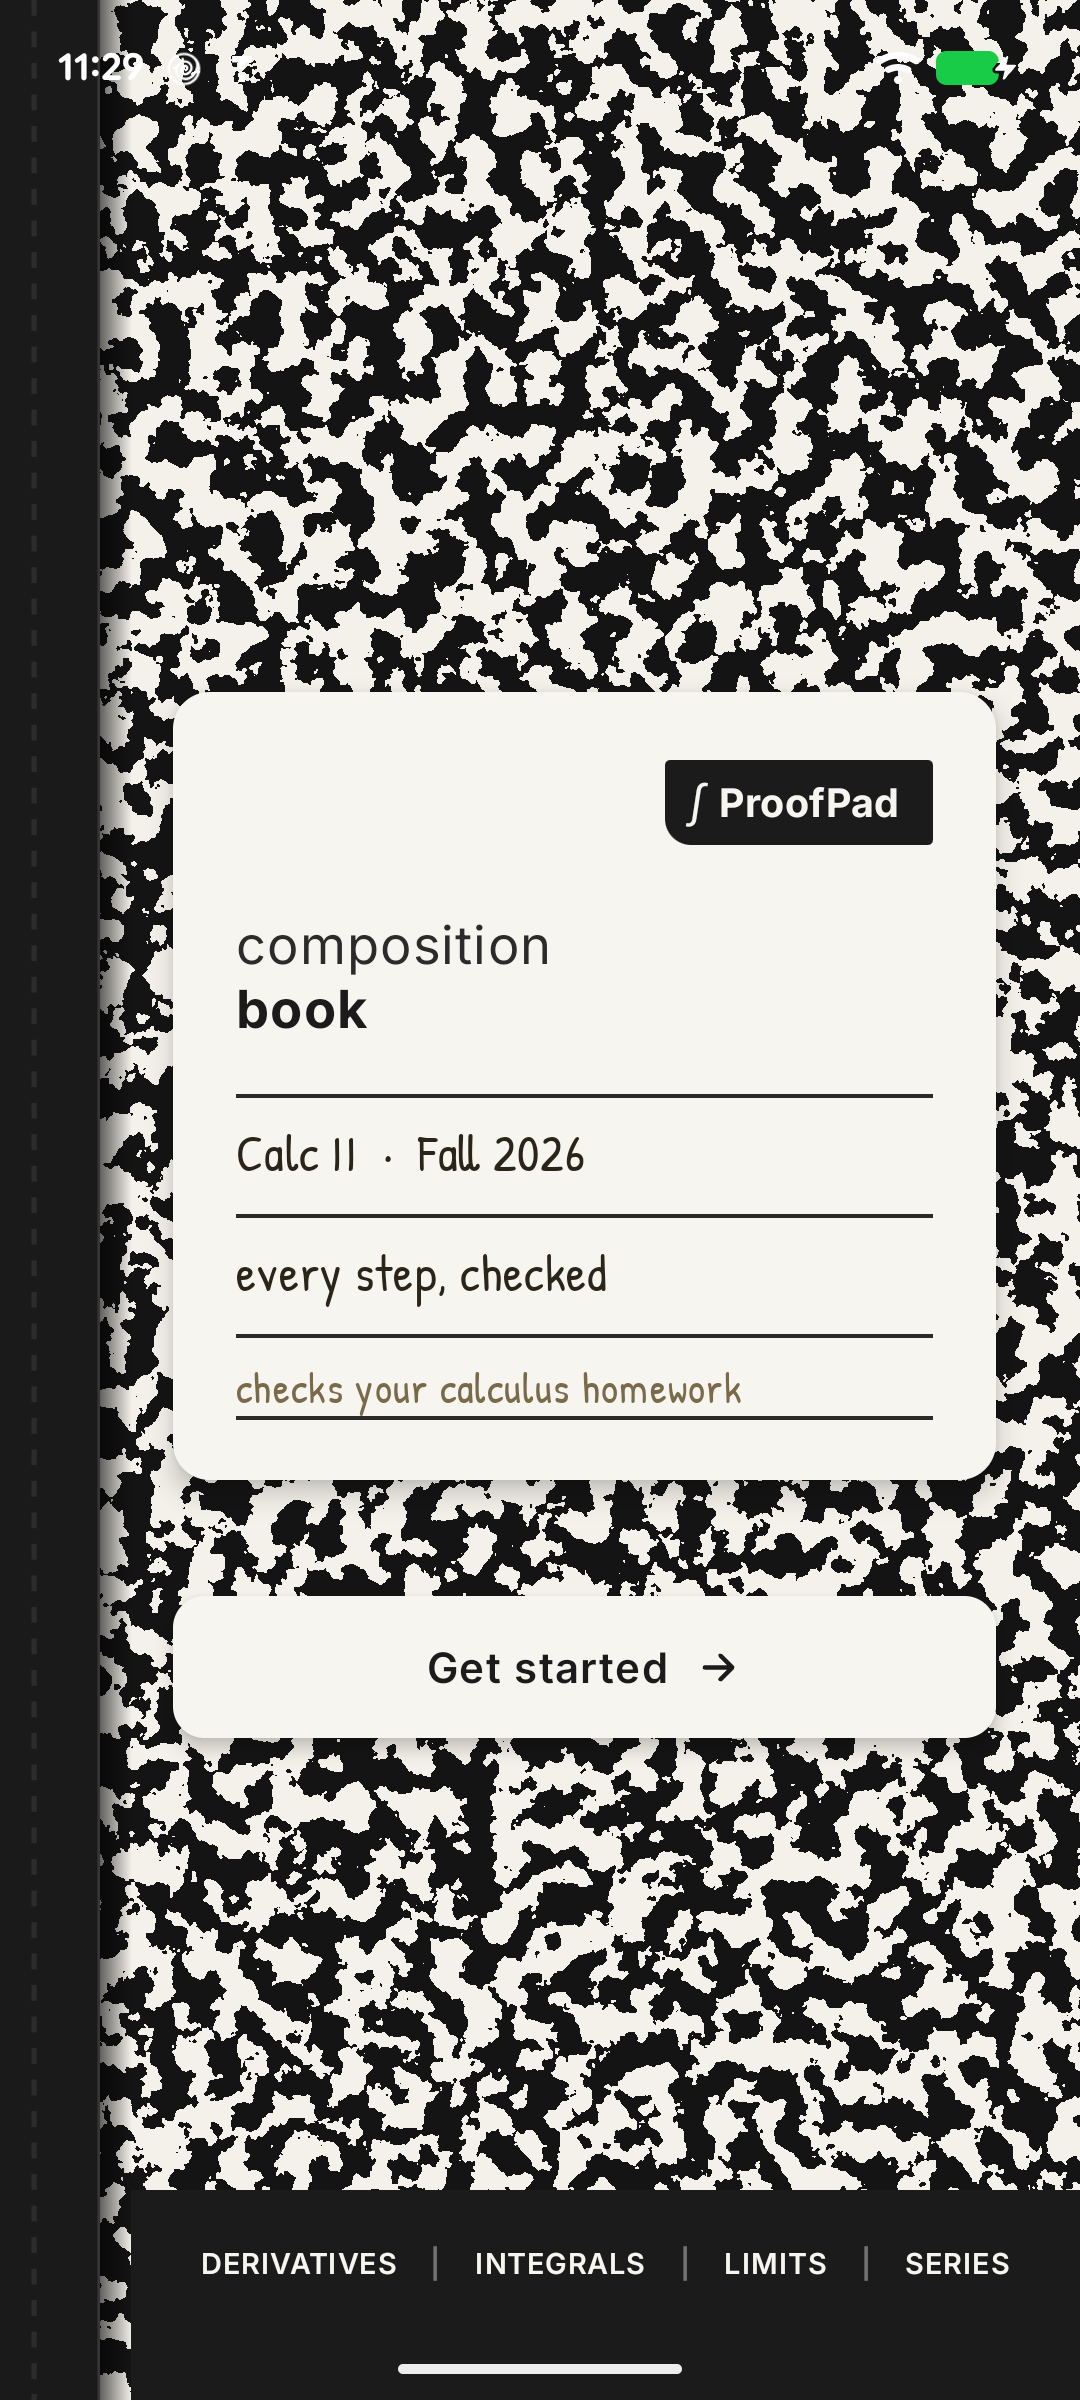 11:29
∫ ProofPad
composition
book
Calc II · Fall 2026
every step, checked
checks your calculus homework
Get started →
DERIVATIVES | INTEGRALS | LIMITS | SERIES